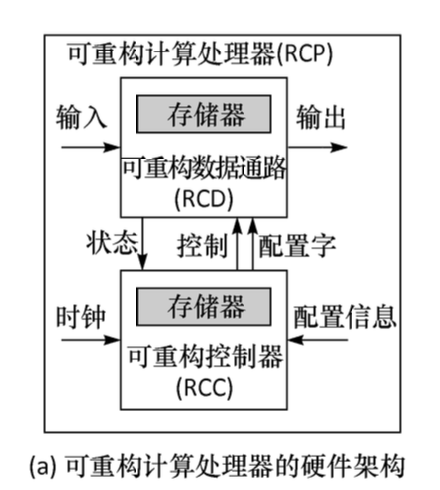 可重构计算处理器(RCP)
存储器
输入
输出
可重构数据通路
(RCD)
状态
控制
配置字
存储器
时钟
配置信息
可重构控制器
(RCC)
(a) 可重构计算处理器的硬件架构